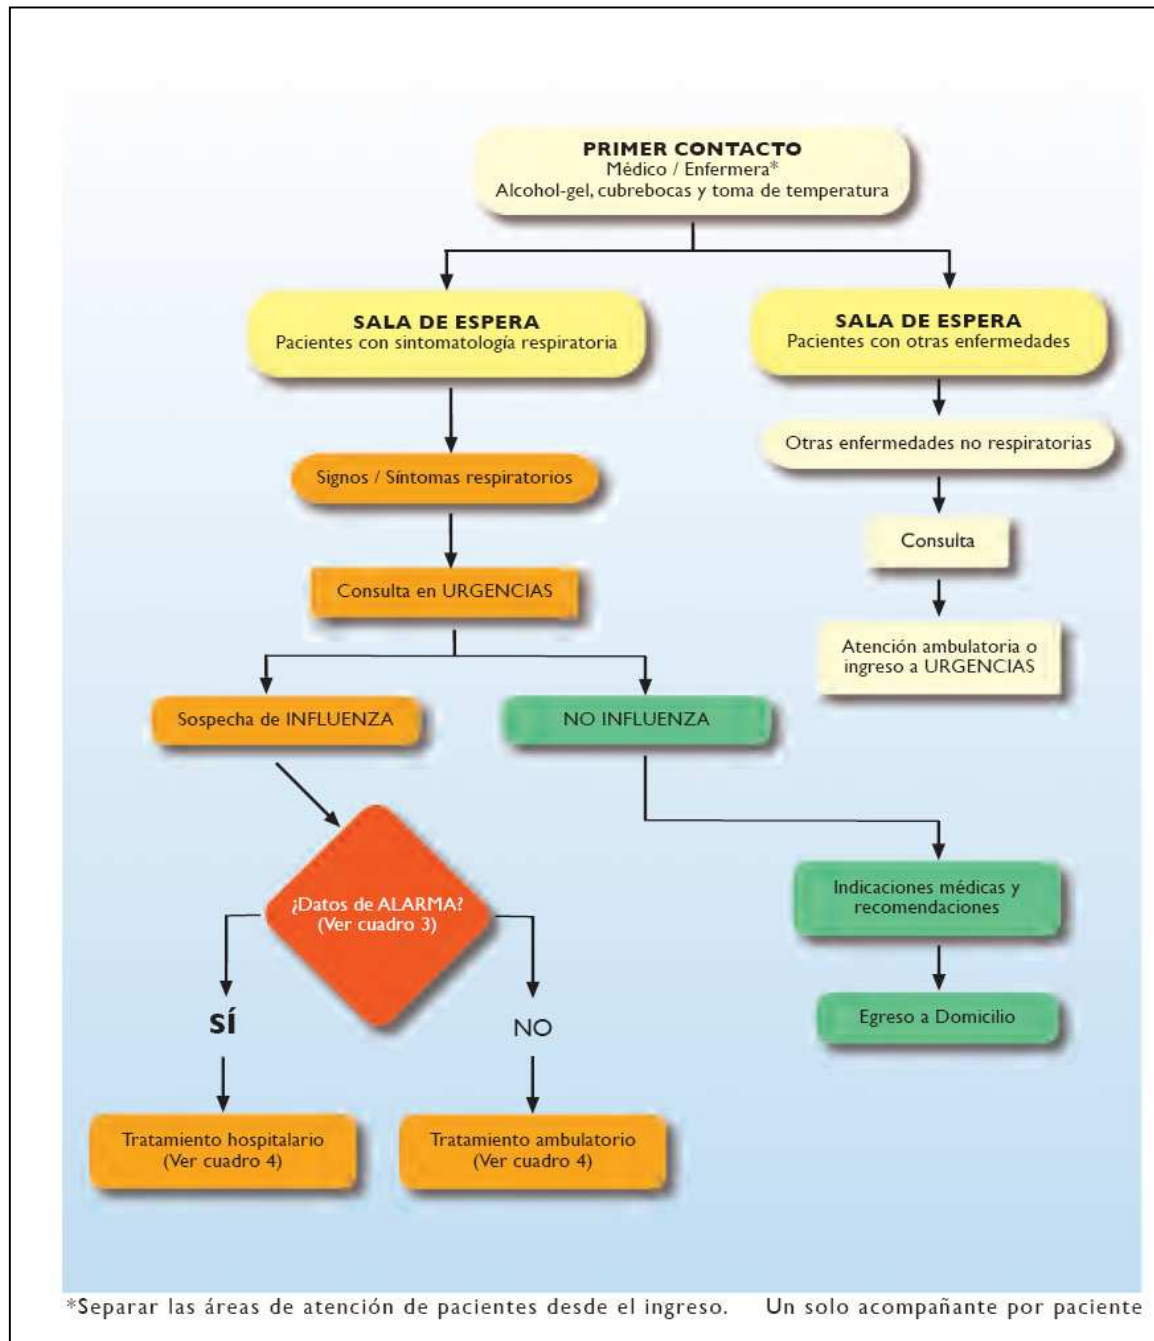 PRIMER CONTACTO
Médico / Enfermera*
Alcohol-gel, cubrebocas y toma de temperatura
SALA DE ESPERA
Pacientes con sintomatología respiratoria
SALA DE ESPERA
Pacientes con otras enfermedades
Signos / Síntomas respiratorios
Otras enfermedades no respiratorias
Consulta en URGENCIAS
Consulta
Atención ambulatoria o
ingreso a URGENCIAS
Sospecha de INFLUENZA
NO INFLUENZA
¿Datos de ALARMA?
(Ver cuadro 3)
Indicaciones médicas y
recomendaciones
SÍ
NO
Egreso a Domicilio
Tratamiento hospitalario
(Ver cuadro 4)
Tratamiento ambulatorio
(Ver cuadro 4)
*Separar las áreas de atención de pacientes desde el ingreso. Un solo acompañante por paciente